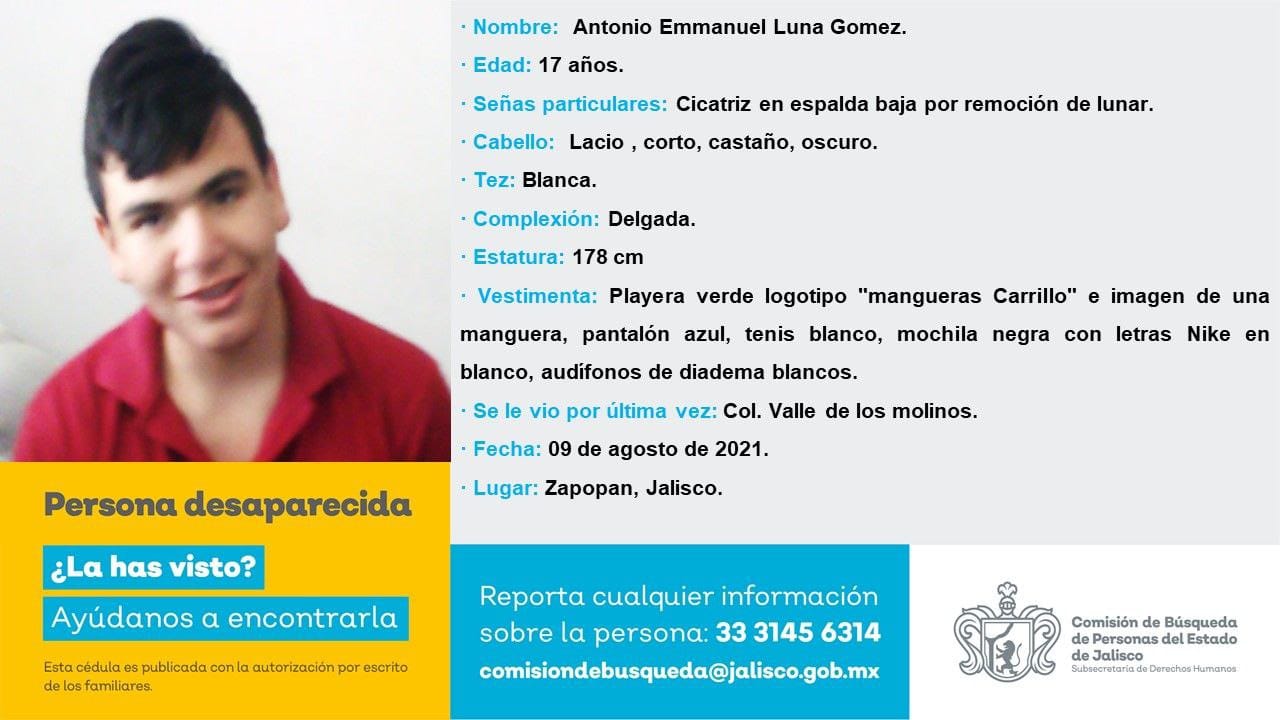 · Nombre: Antonio Emmanuel Luna Gomez.
· Edad: 17 años.
· Señas particulares: Cicatriz en espalda baja por remoción de lunar.
· Cabello: Lacio , corto, castaño, oscuro.
· Tez: Blanca.
· Complexión: Delgada.
· Estatura: 178 cm
· Vestimenta: Playera verde logotipo "mangueras Carrillo" e imagen de una
manguera, pantalón azul, tenis blanco, mochila negra con letras Nike en
blanco, audífonos de diadema blancos.
· Se le vio por última vez: Col. Valle de los molinos.
· Fecha: 09 de agosto de 2021.
· Lugar: Zapopan, Jalisco.
Persona desaparecida
¿La has visto?
Ayúdanos a encontrarla
Esta cédula es publicada con la autorización por escrito
de los familiares.
Reporta cualquier información
sobre la persona: 33 3145 6314
comisiondebusqueda@jalisco.gob.mx
Comisión de Búsqueda
de Personas del Estado
de Jalisco
Subsecretaría de Derechos Humanos